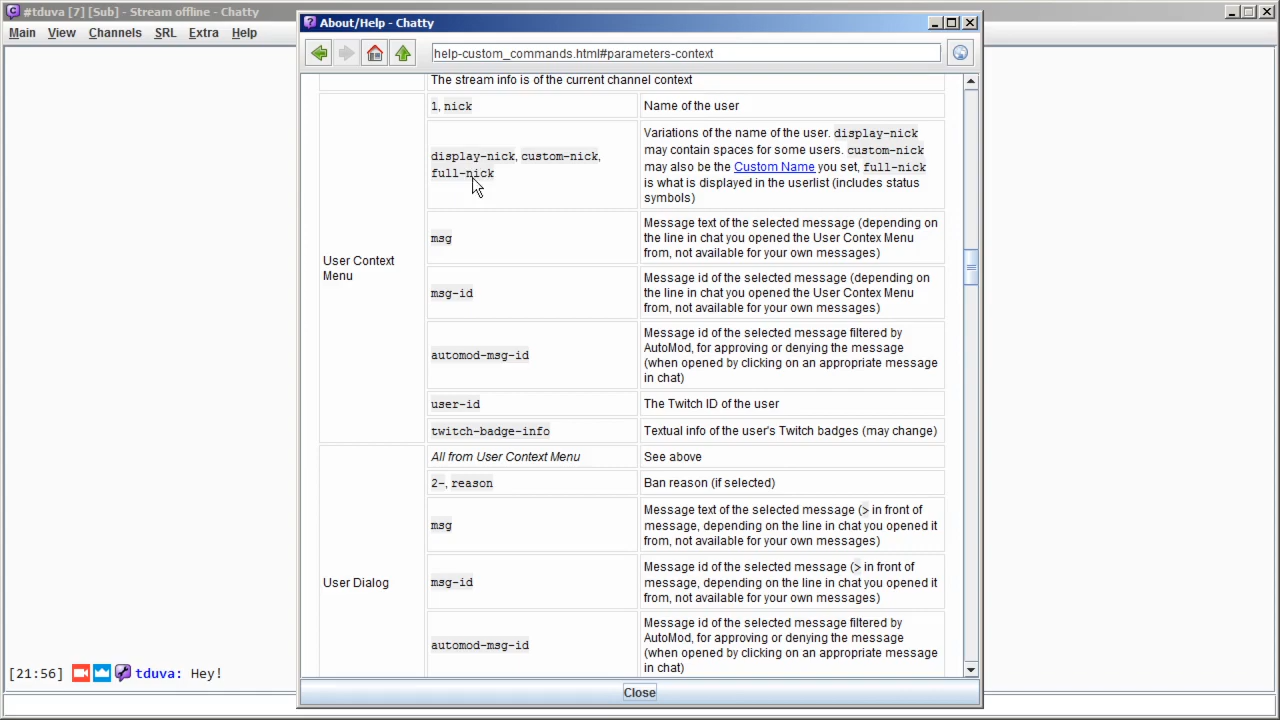 #tduva [7] [Sub] - Stream offline - Chatty
Main View Channels SRL Extra Help
About/Help - Chatty
help-custom_commands.html#parameters-context
The stream info is of the current channel context
User Context
Menu
1, nick
Name of the user
display-nick, custom-nick,
full-nick
Variations of the name of the user. display-nick
may contain spaces for some users. custom-nick
may also be the Custom Name you set, full-nick
is what is displayed in the userlist (includes status
symbols)
msg
Message text of the selected message (depending on
the line in chat you opened the User Contex Menu
from, not available for your own messages)
msg-id
Message id of the selected message (depending on
the line in chat you opened the User Contex Menu
from, not available for your own messages)
automod-msg-id
Message id of the selected message filtered by
AutoMod, for approving or denying the message
(when opened by clicking on an appropriate message
in chat)
user-id
The Twitch ID of the user
twitch-badge-info
Textual info of the user's Twitch badges (may change)
User Dialog
All from User Context Menu
See above
2-, reason
Ban reason (if selected)
msg
Message text of the selected message (> in front of
message, depending on the line in chat you opened it
from, not available for your own messages)
msg-id
Message id of the selected message (> in front of
message, depending on the line in chat you opened it
from, not available for your own messages)
automod-msg-id
Message id of the selected message filtered by
AutoMod, for approving or denying the message
(when opened by clicking on an appropriate message
in chat)
[21:56] tduva: Hey!
Close